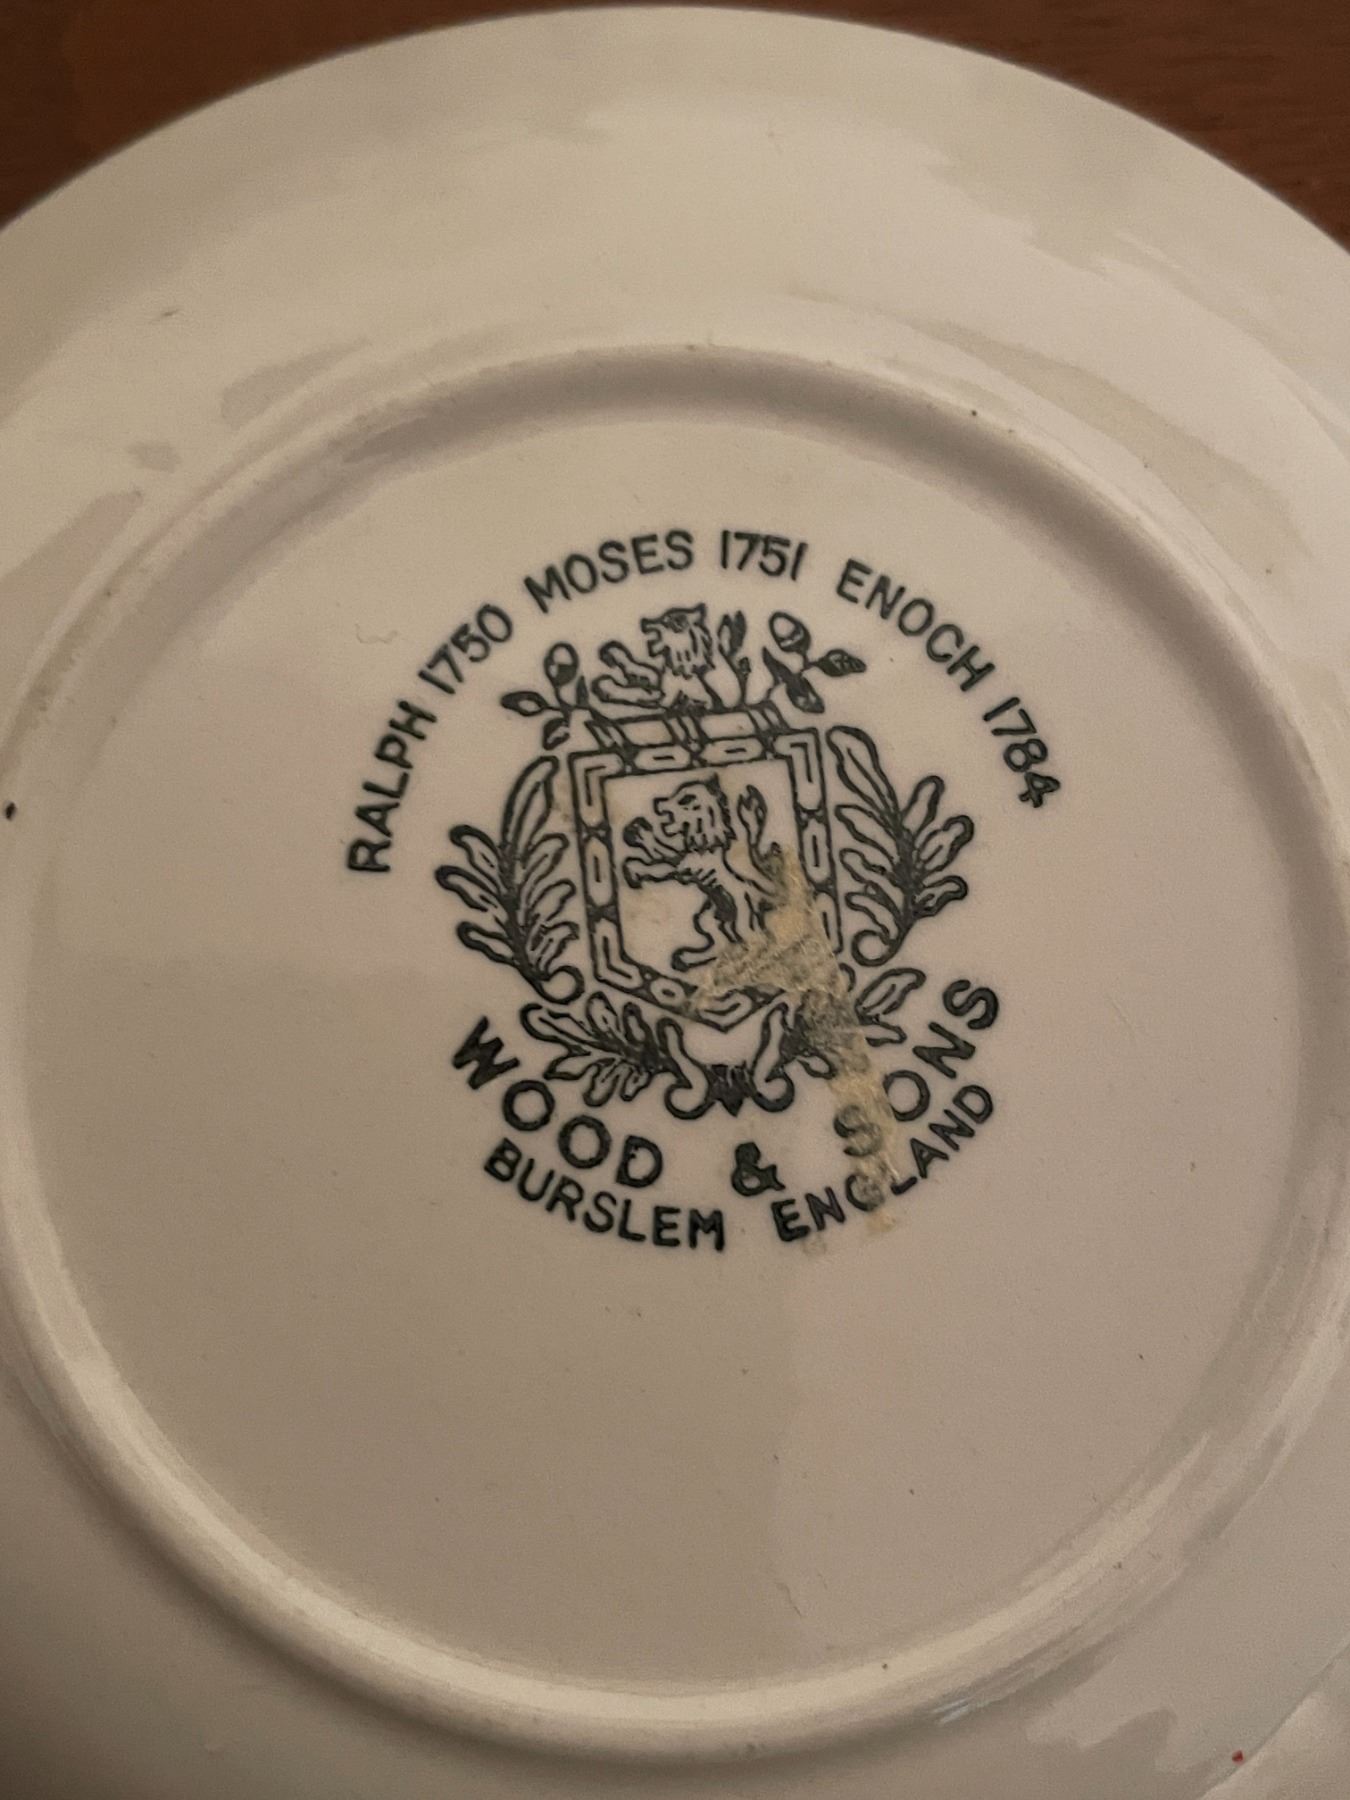 RALPH 1750 MOSES 1751 ENOCH 1784
WOOD & SONS
BURSLEM ENGLAND